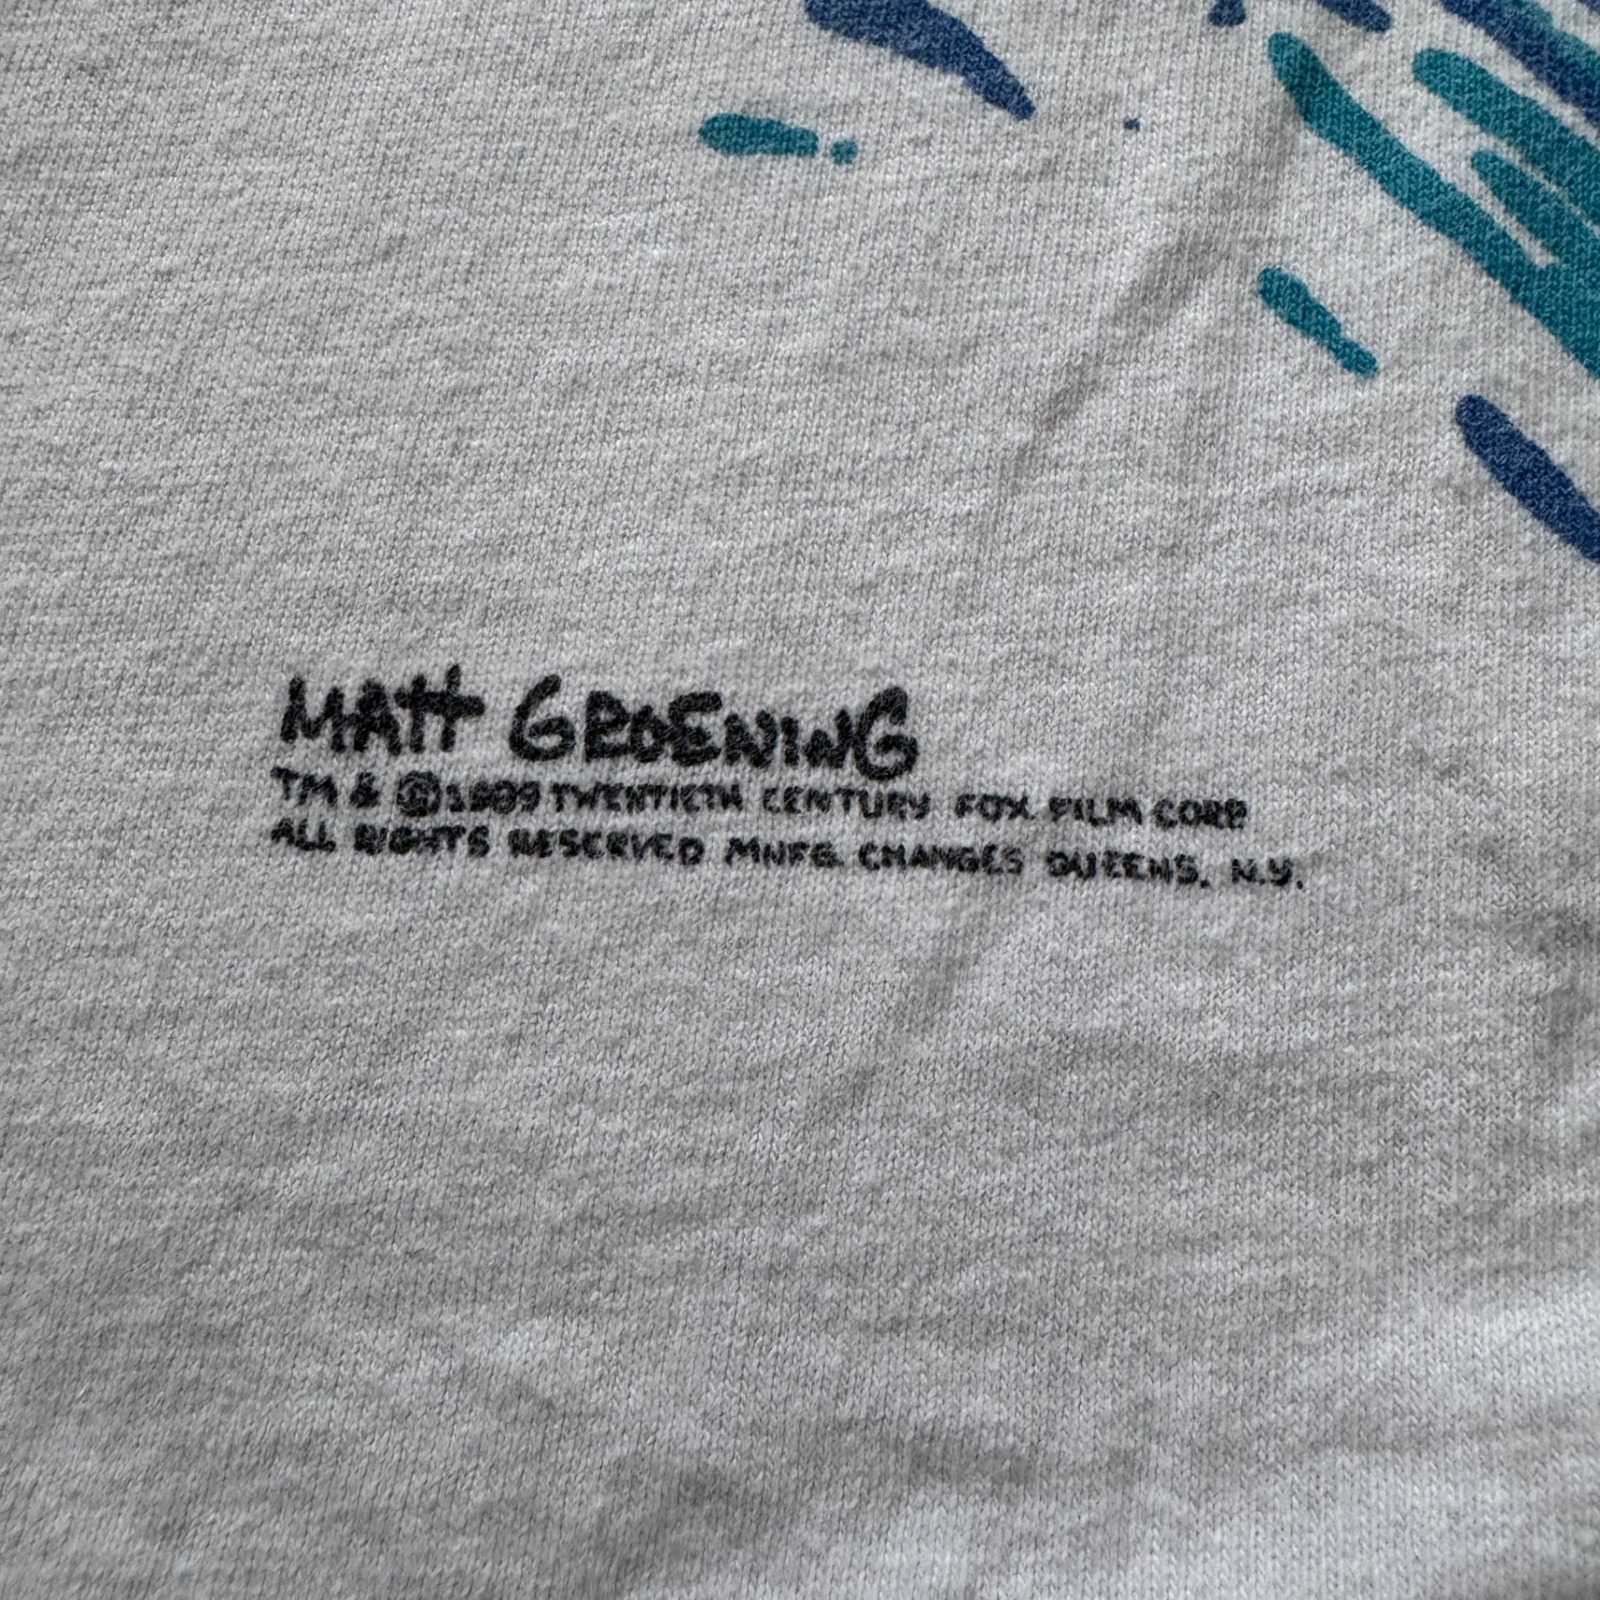 MATT GROENING
TM & ©1989 TWENTIETH CENTURY FOX FILM CORP
ALL RIGHTS RESERVED MNFG. CHANGES QUEENS, N.Y.